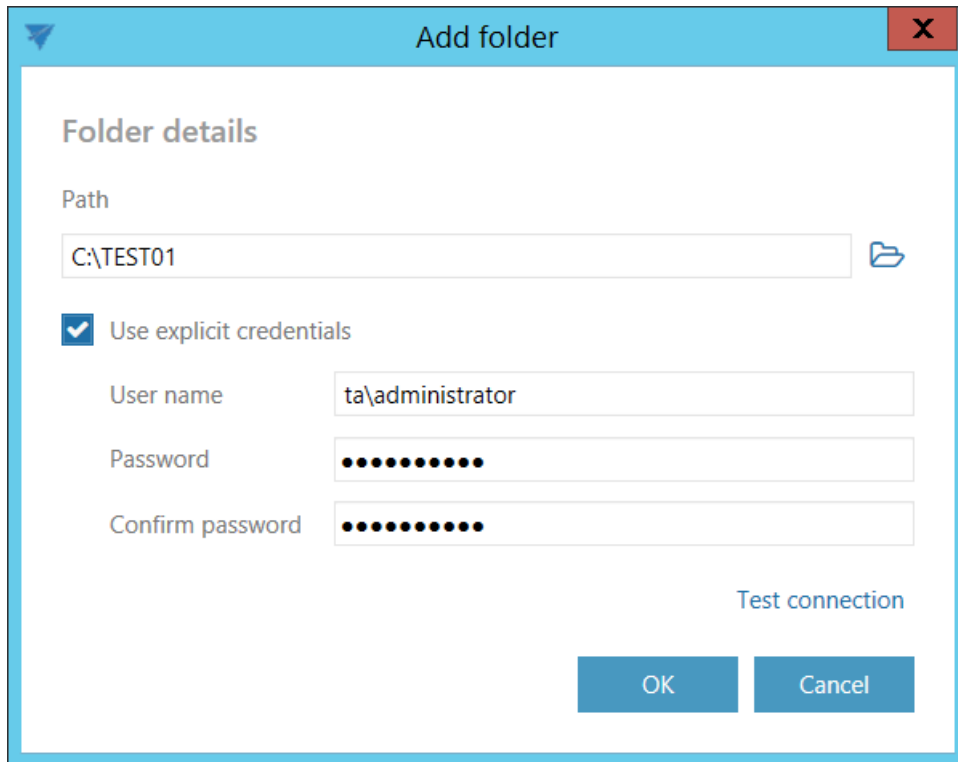 Add folder
X
Folder details
Path
C:\TEST01
Use explicit credentials
User name ta\administrator
Password ●●●●●●●●●●
Confirm password ●●●●●●●●●●
Test connection
OK Cancel